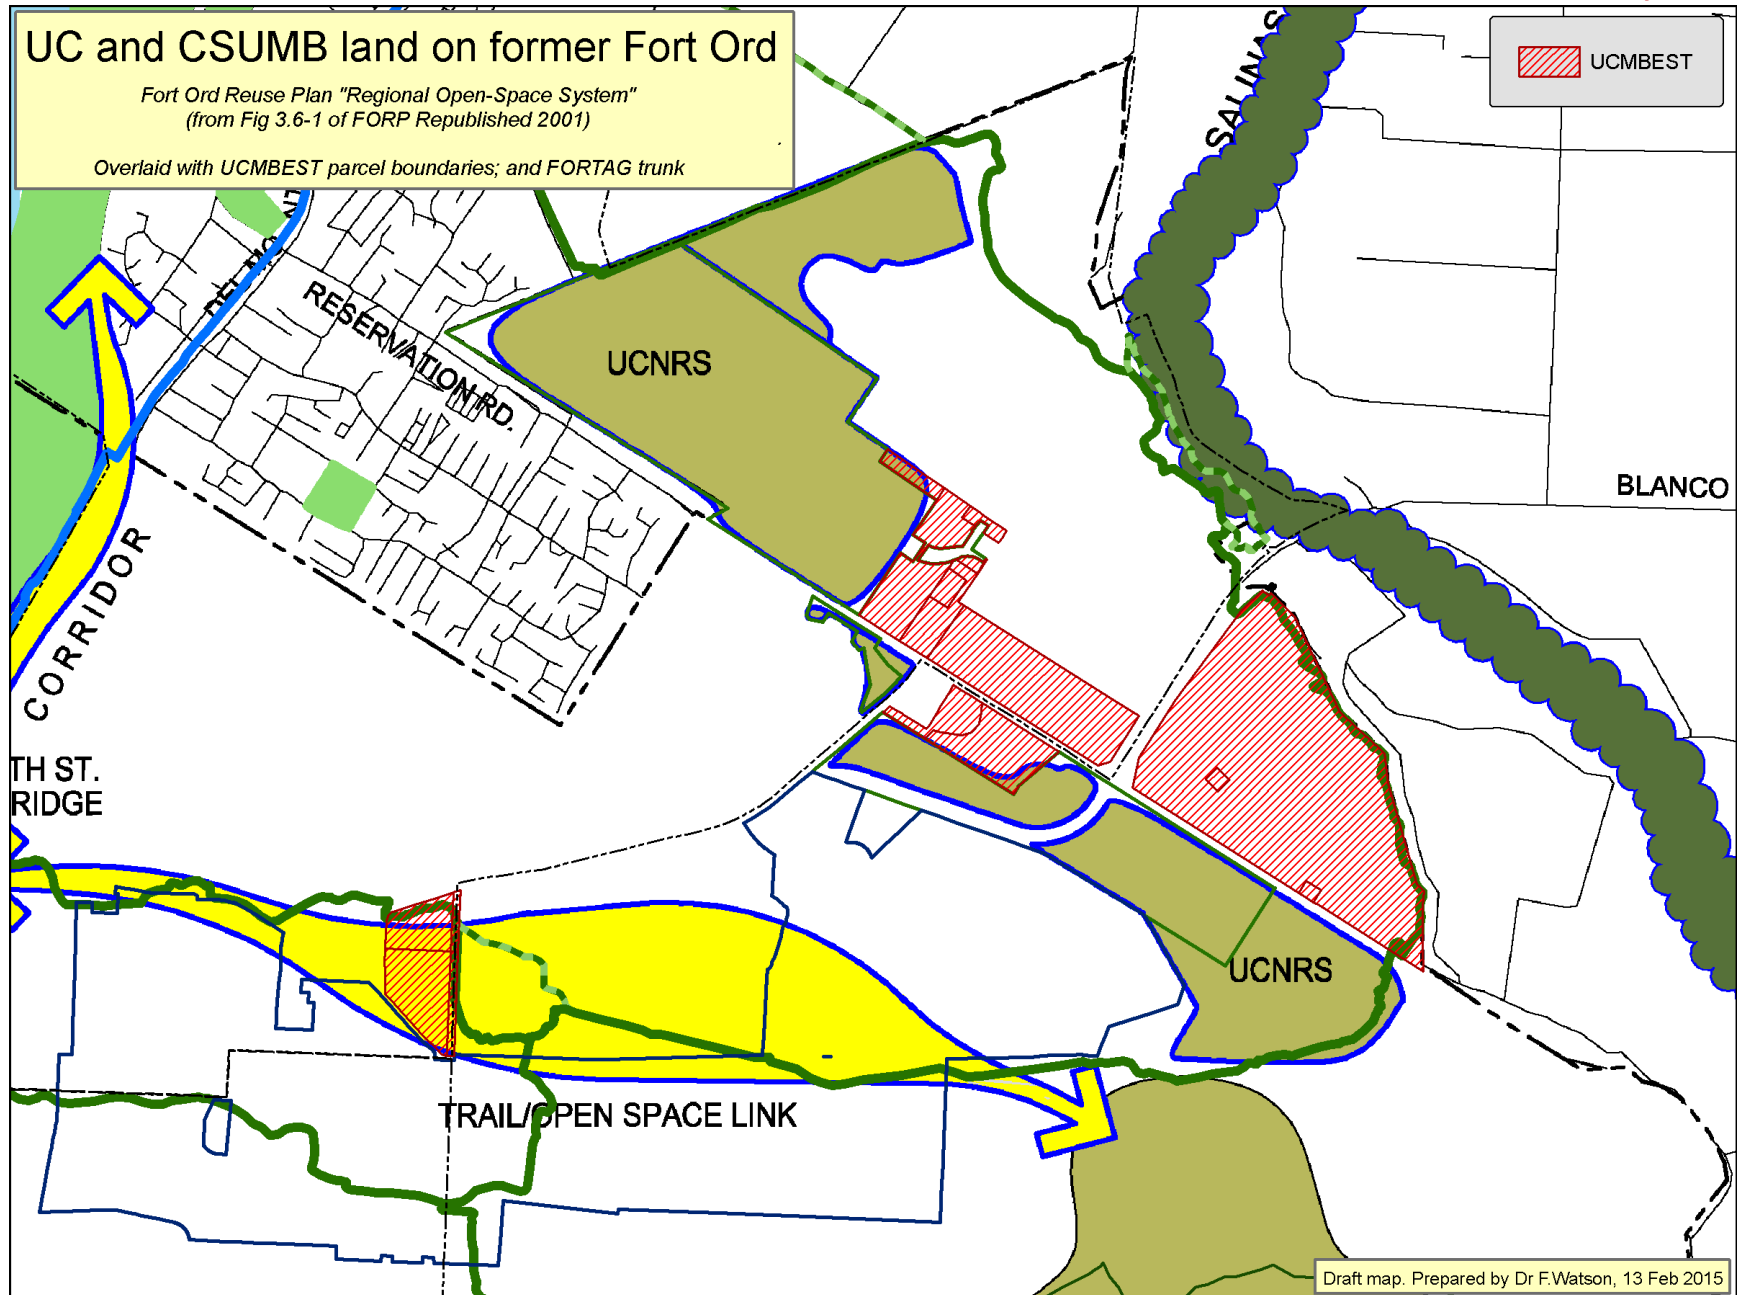 UC and CSUMB land on former Fort Ord
Fort Ord Reuse Plan "Regional Open-Space System"
(from Fig 3.6-1 of FORP Republished 2001)
Overlaid with UCMBEST parcel boundaries; and FORTAG trunk
UCMBEST
SALINAS
RESERVATION RD.
UCNRS
BLANCO
CORRIDOR
TH ST.
RIDGE
UCNRS
TRAIL/OPEN SPACE LINK
Draft map. Prepared by Dr F.Watson, 13 Feb 2015